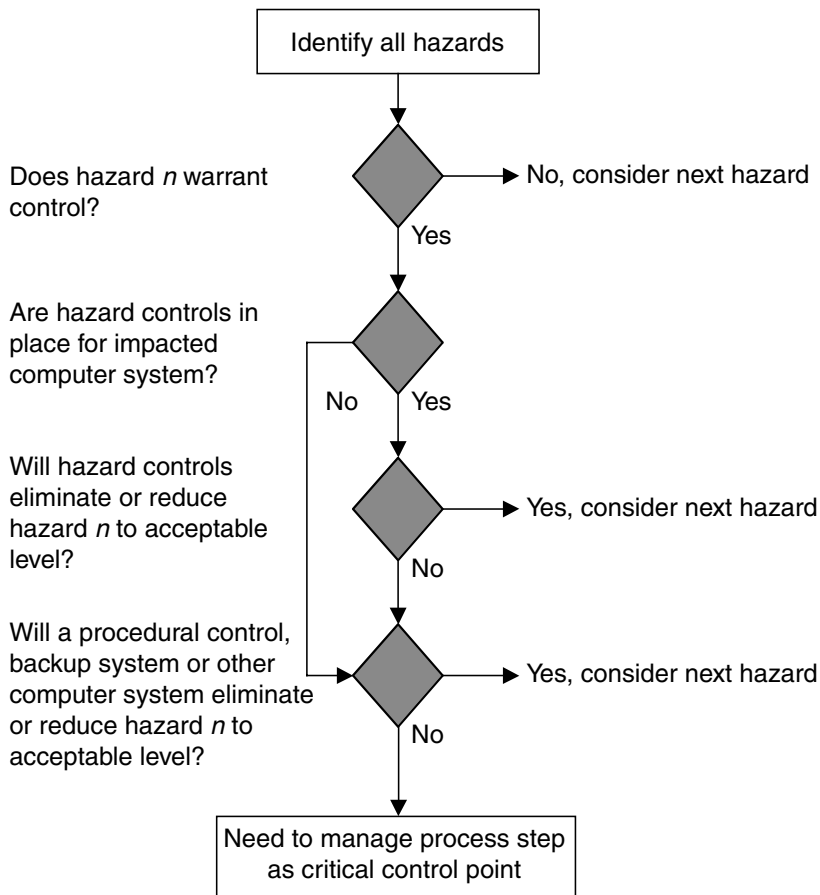 Identify all hazards
Does hazard n warrant
control?
No, consider next hazard
Yes
Are hazard controls in
place for impacted
computer system?
No
Yes
Will hazard controls
eliminate or reduce
hazard n to acceptable
level?
Yes, consider next hazard
No
Will a procedural control,
backup system or other
computer system eliminate
or reduce hazard n to
acceptable level?
Yes, consider next hazard
No
Need to manage process step
as critical control point